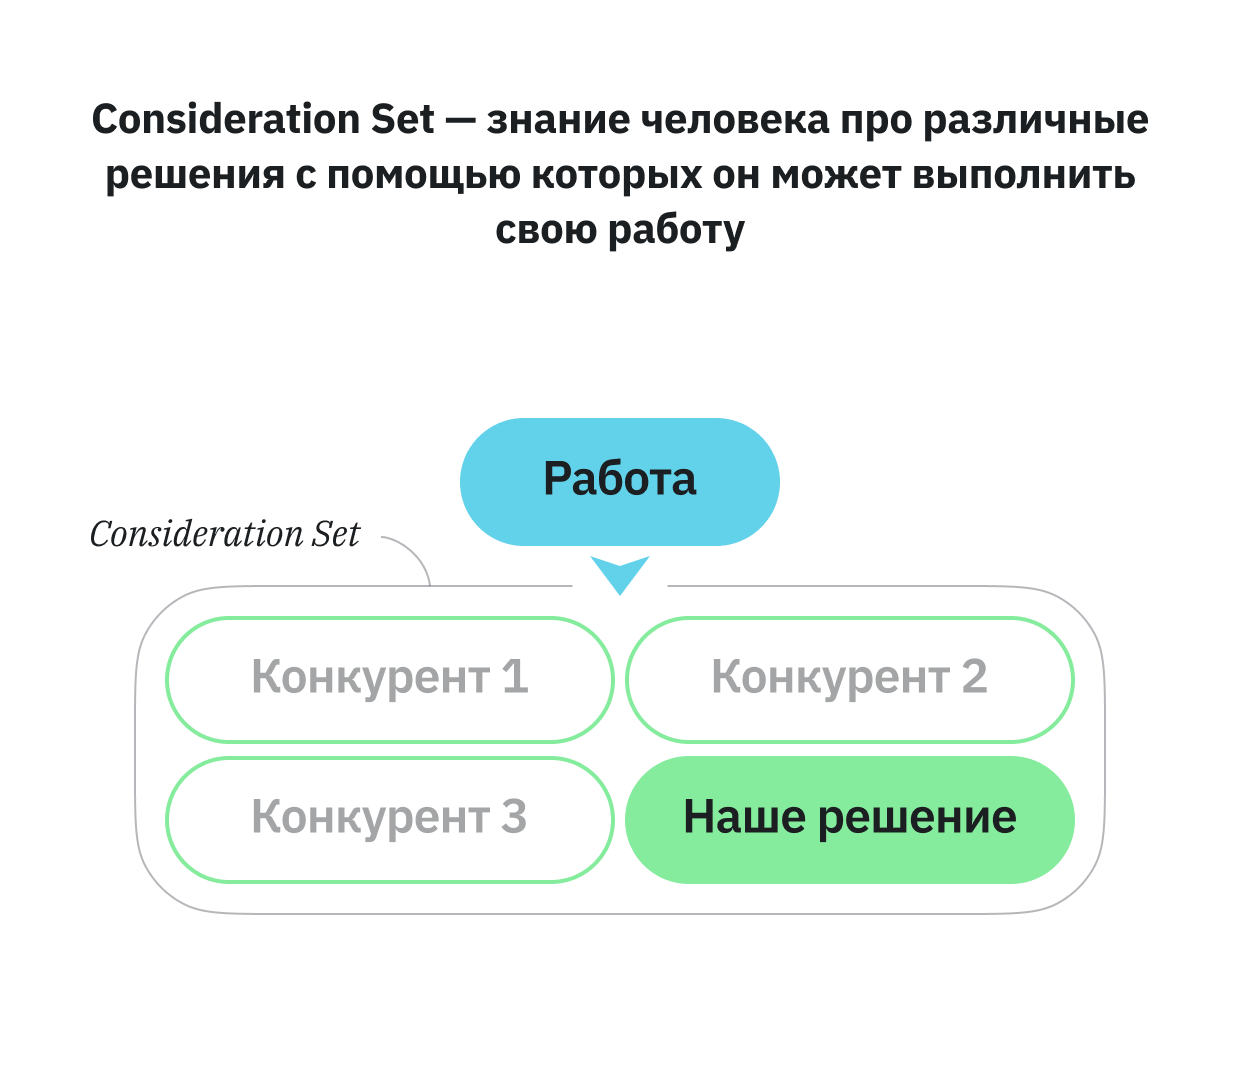 Consideration Set — знание человека про различные
решения с помощью которых он может выполнить
свою работу
Работа
Consideration Set
Конкурент 1
Конкурент 2
Конкурент 3
Наше решение